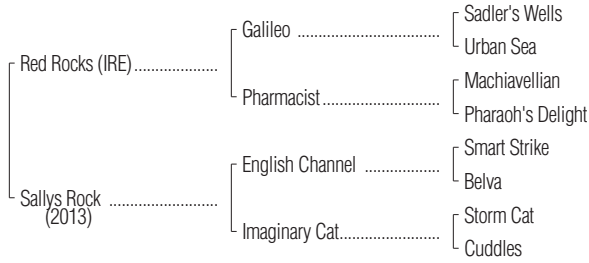 Sadler's Wells
Galileo ................................
Urban Sea
Red Rocks (IRE)...................
Machiavellian
Pharmacist..........................
Pharaoh's Delight
Smart Strike
English Channel .................
Belva
Sallys Rock ........................
(2013)
Storm Cat
Imaginary Cat......................
Cuddles